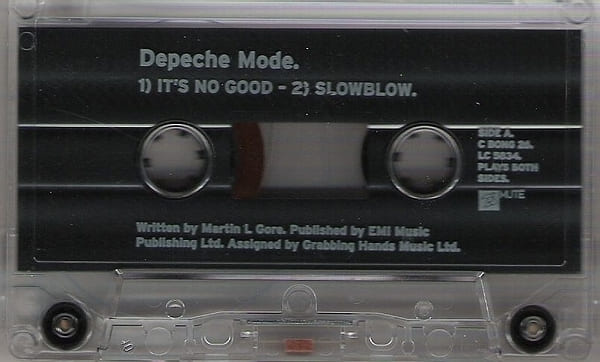 Depeche Mode.
1) IT'S NO GOOD - 2) SLOWBLOW.
SIDE A.
C BONG 26.
LC 5834.
PLAYS BOTH
SIDES.
MUTE
Written by Martin L Gore. Published by EMI Music
Publishing Ltd. Assigned by Grabbing Hands Music Ltd.